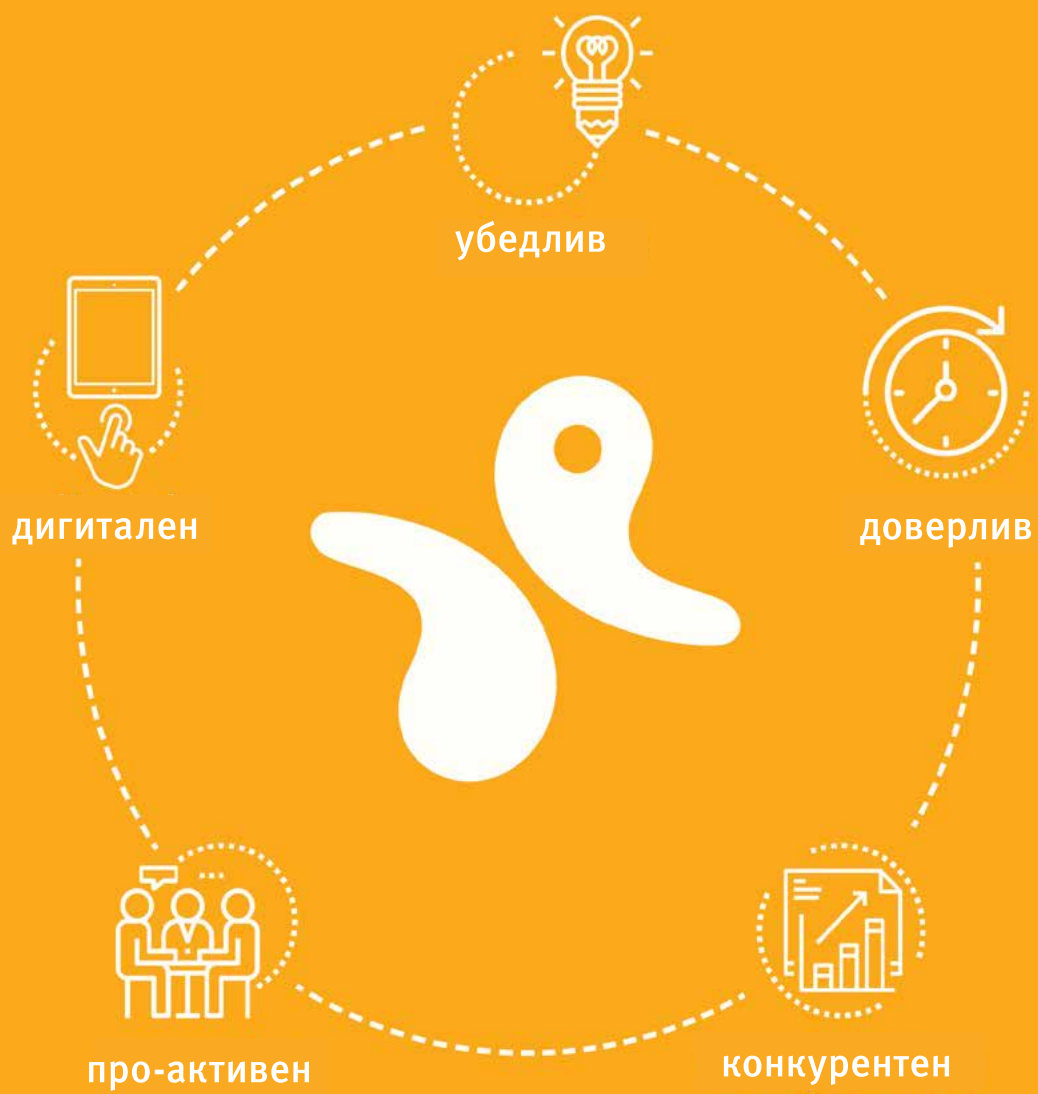 убедлив
дигитален
доверлив
про-активен
конкурентен